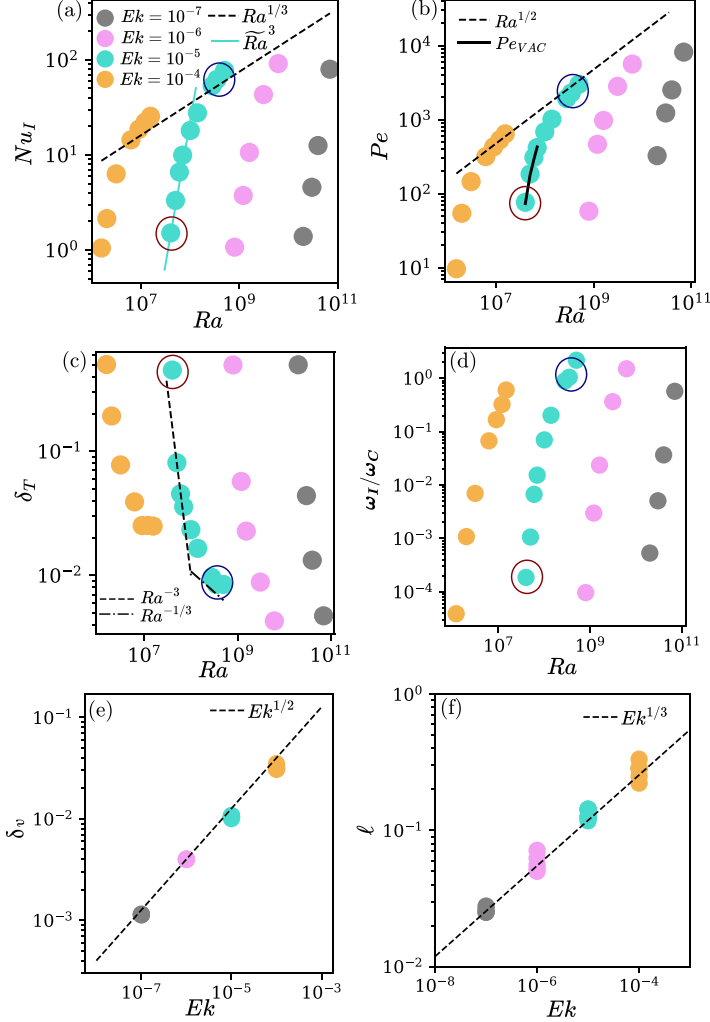 (a)
Ek = 10^{-7}
Ek = 10^{-6}
Ek = 10^{-5}
Ek = 10^{-4}
Ra^{1/3}
\widetilde{Ra}^3
10^2
10^1
10^0
Nu_I
10^7
10^9
10^{11}
Ra
(b)
Ra^{1/2}
Pe_{VAC}
10^4
10^3
10^2
10^1
Pe
10^7
10^9
10^{11}
Ra
(c)
10^{-1}
10^{-2}
δ_T
Ra^{-3}
Ra^{-1/3}
10^7
10^9
10^{11}
Ra
(d)
10^0
10^{-1}
10^{-2}
10^{-3}
10^{-4}
10^7
10^9
10^{11}
Ra
(e)
Ek^{1/2}
10^{-1}
10^{-2}
10^{-3}
δ_v
10^{-7}
10^{-5}
10^{-3}
Ek
(f)
Ek^{1/3}
10^0
10^{-1}
10^{-2}
ℓ
10^{-8}
10^{-6}
10^{-4}
Ek